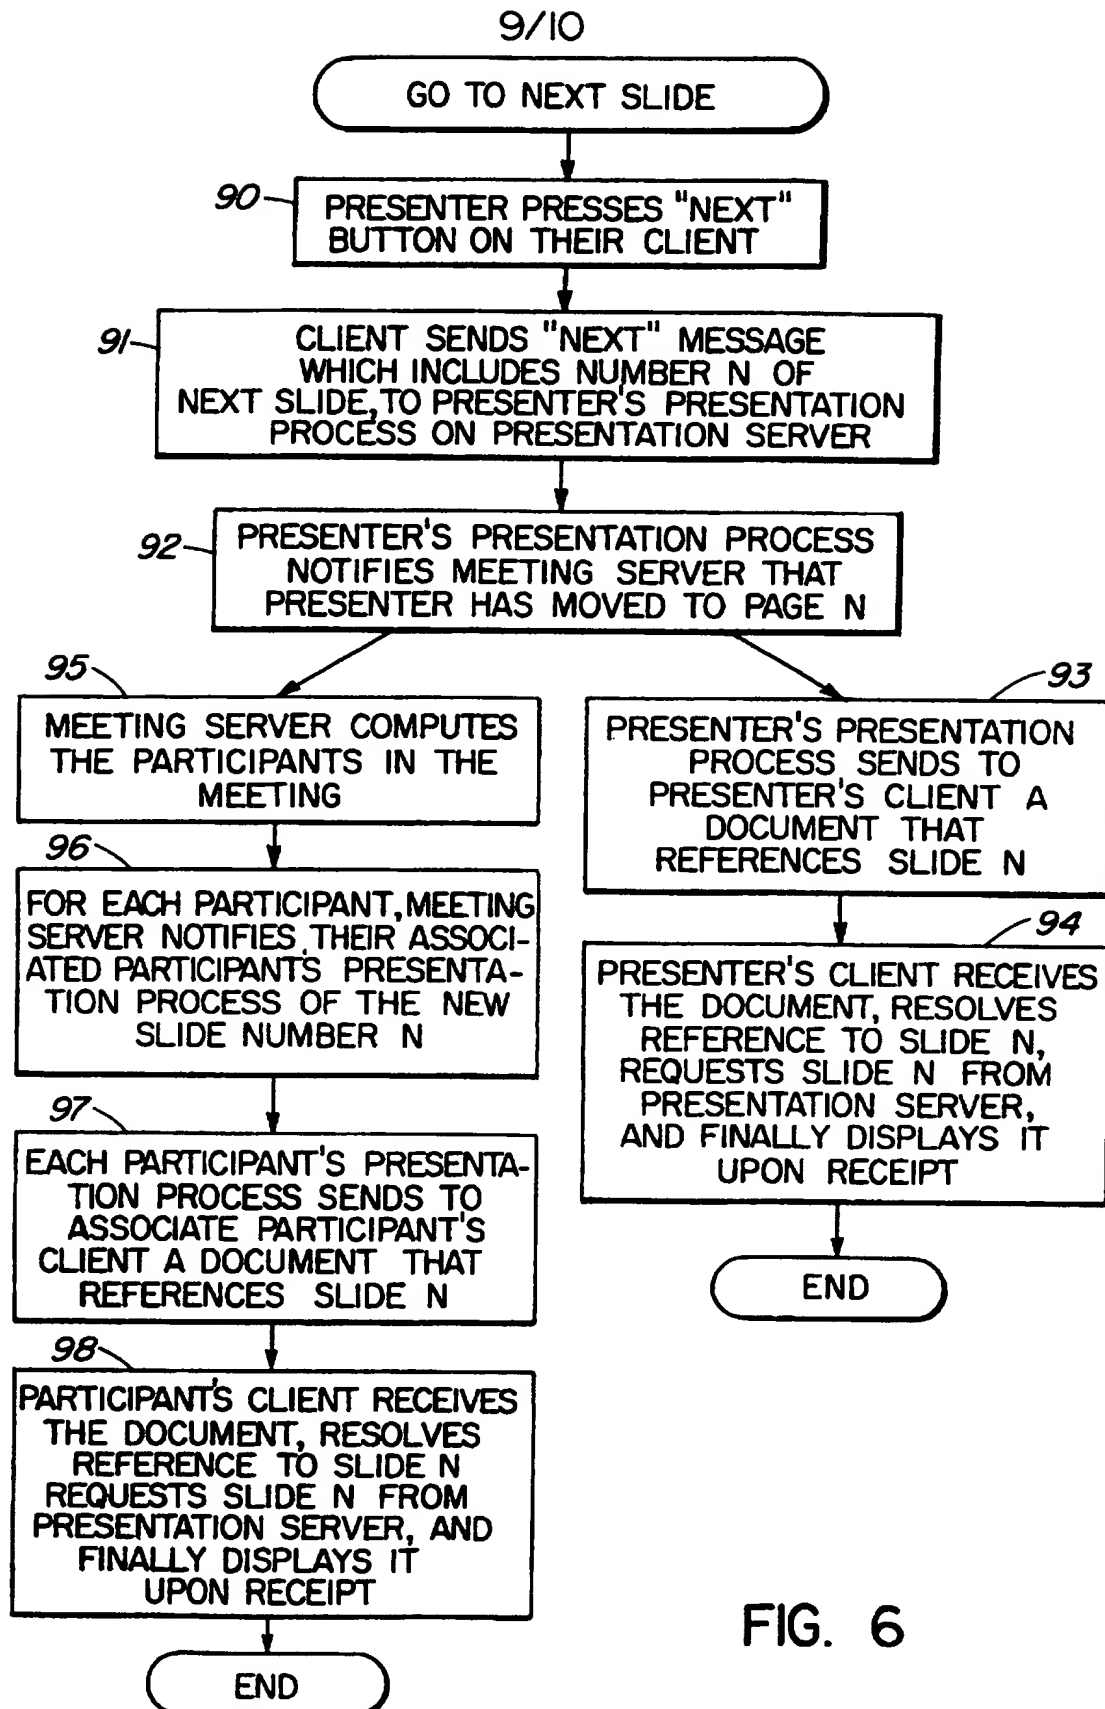 9/10
GO TO NEXT SLIDE
90
PRESENTER PRESSES "NEXT"
BUTTON ON THEIR CLIENT
91
CLIENT SENDS "NEXT" MESSAGE
WHICH INCLUDES NUMBER N OF
NEXT SLIDE, TO PRESENTER'S PRESENTATION
PROCESS ON PRESENTATION SERVER
92
PRESENTER'S PRESENTATION PROCESS
NOTIFIES MEETING SERVER THAT
PRESENTER HAS MOVED TO PAGE N
95
MEETING SERVER COMPUTES
THE PARTICIPANTS IN THE
MEETING
96
FOR EACH PARTICIPANT, MEETING
SERVER NOTIFIES, THEIR ASSOCI-
ATED PARTICIPANT'S PRESENTA-
TION PROCESS OF THE NEW
SLIDE NUMBER N
97
EACH PARTICIPANT'S PRESENTA-
TION PROCESS SENDS TO
ASSOCIATE PARTICIPANT'S
CLIENT A DOCUMENT THAT
REFERENCES SLIDE N
98
PARTICIPANT'S CLIENT RECEIVES
THE DOCUMENT, RESOLVES
REFERENCE TO SLIDE N
REQUESTS SLIDE N FROM
PRESENTATION SERVER, AND
FINALLY DISPLAYS IT
UPON RECEIPT
END
93
PRESENTER'S PRESENTATION
PROCESS SENDS TO
PRESENTER'S CLIENT A
DOCUMENT THAT
REFERENCES SLIDE N
94
PRESENTER'S CLIENT RECEIVES
THE DOCUMENT, RESOLVES
REFERENCE TO SLIDE N,
REQUESTS SLIDE N FROM
PRESENTATION SERVER,
AND FINALLY DISPLAYS IT
UPON RECEIPT
END
FIG. 6